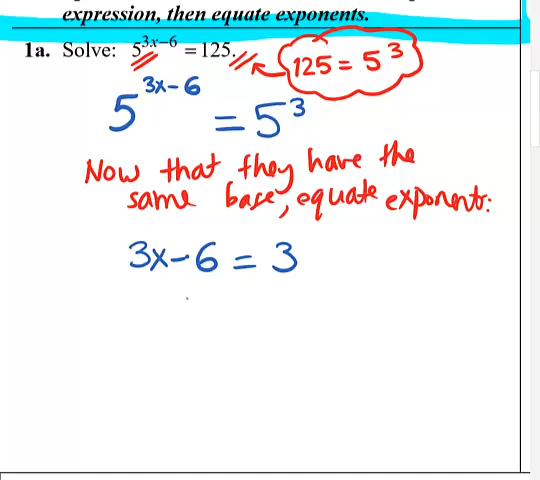 expression, then equate exponents.
1a. Solve: 5^{3x−6} = 125.
125 = 5^3
5^{3x−6} = 5^3
Now that they have the
same base, equate exponents:
3x−6 = 3